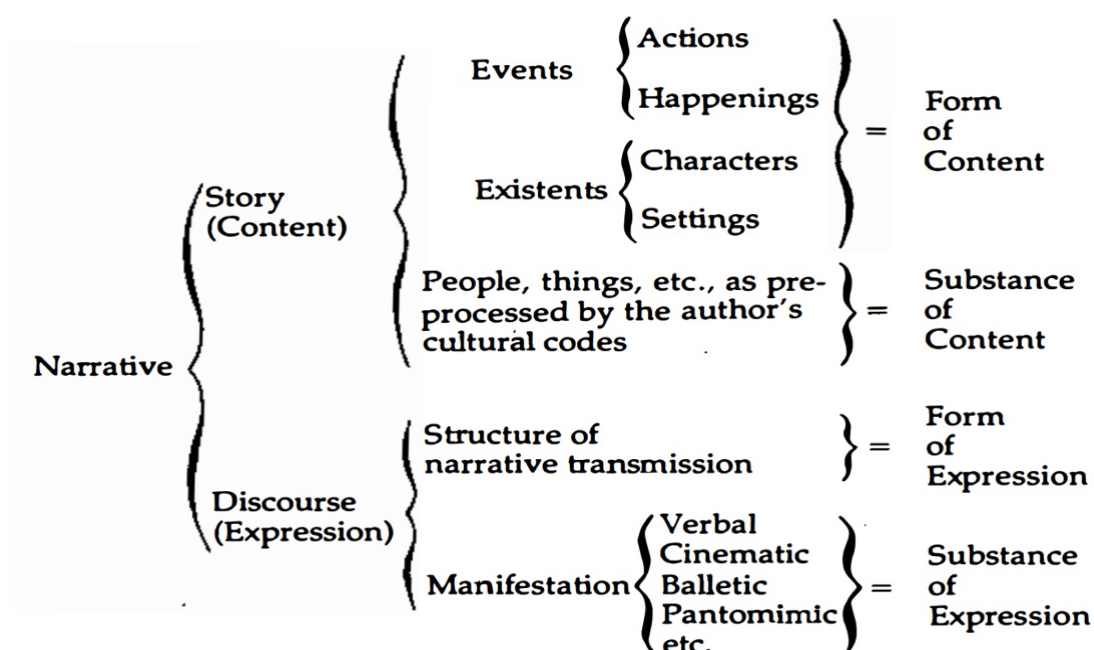 Events
Actions
Happenings
Existents
Characters
Settings
= Form
of
Content
Story
(Content)
People, things, etc., as pre-
processed by the author's
cultural codes
= Substance
of
Content
Narrative
Structure of
narrative transmission
= Form
of
Expression
Discourse
(Expression)
Manifestation
Verbal
Cinematic
Balletic
Pantomimic
etc.
= Substance
of
Expression